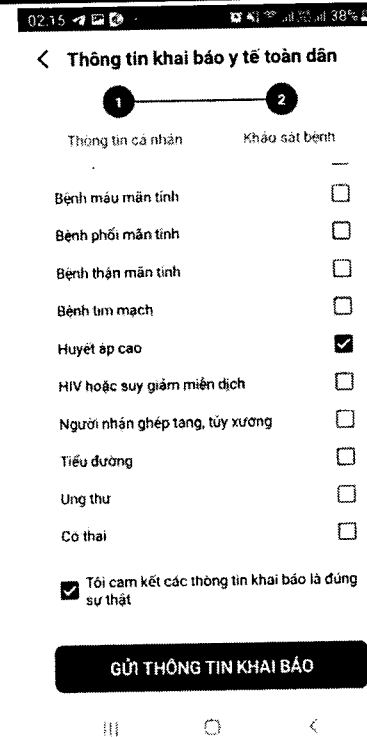 02:15 38%
Thông tin khai báo y tế toàn dân
1 2
Thông tin cá nhân Khảo sát bệnh
Bệnh máu mãn tính
Bệnh phổi mãn tính
Bệnh thận mãn tính
Bệnh tim mạch
Huyết áp cao
HIV hoặc suy giảm miễn dịch
Người nhận ghép tạng, tủy xương
Tiểu đường
Ung thư
Có thai
Tôi cam kết các thông tin khai báo là đúng
sự thật
GỬI THÔNG TIN KHAI BÁO